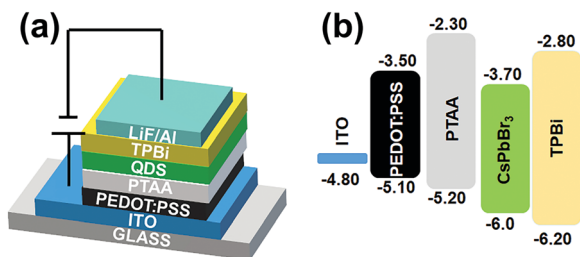 (a)
LiF/Al
TPBi
QDS
PTAA
PEDOT:PSS
ITO
GLASS
(b)
-2.30
-2.80
-3.50
-3.70
ITO
PEDOT:PSS
PTAA
CsPbBr₃
TPBi
-4.80
-5.10
-5.20
-6.0
-6.20